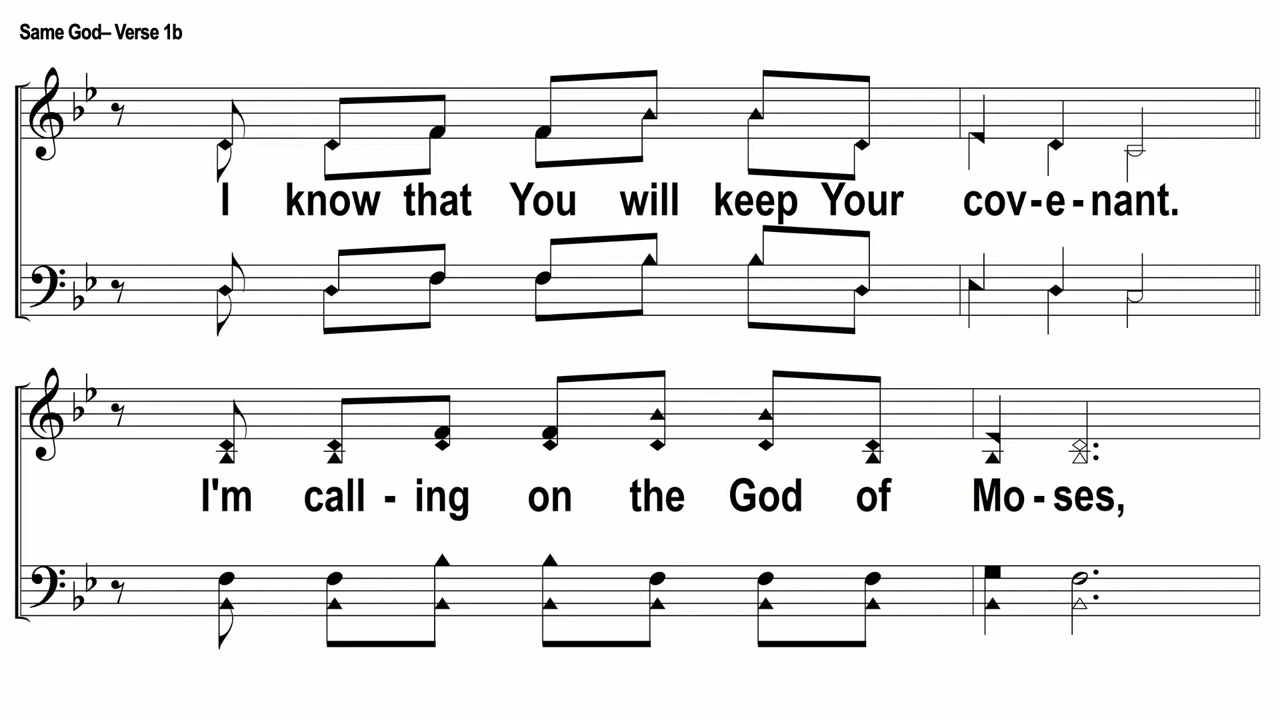 Same God– Verse 1b
I know that You will keep Your cov-e-nant.
I'm call-ing on the God of Mo-ses,